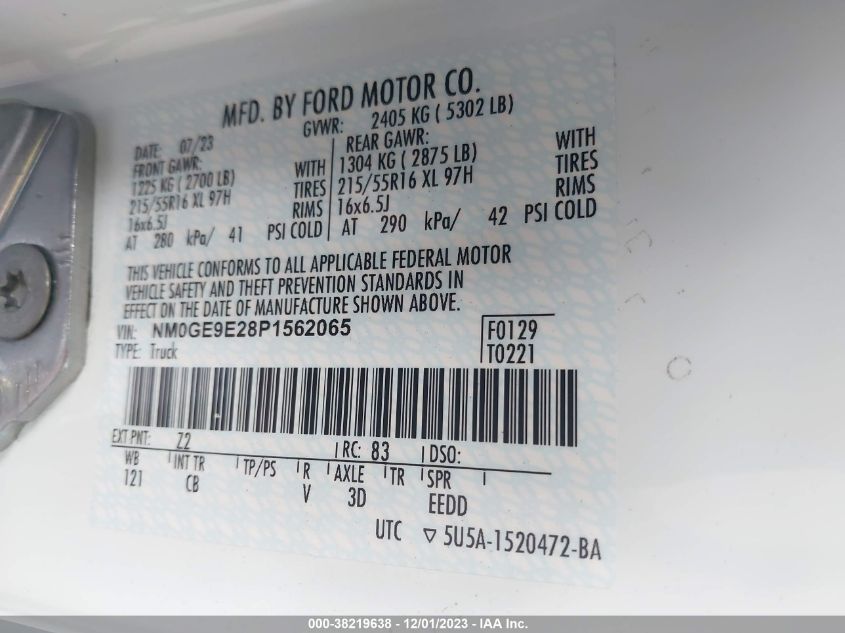 MFD. BY FORD MOTOR CO.
DATE: 07/23 GVWR: 2405 KG ( 5302 LB)
FRONT GAWR: REAR GAWR:
1225 KG ( 2700 LB) WITH 1304 KG ( 2875 LB) WITH
215/55R16 XL 97H TIRES 215/55R16 XL 97H TIRES
16x6.5J RIMS 16x6.5J RIMS
AT 280 kPa/ 41 PSI COLD AT 290 kPa/ 42 PSI COLD
THIS VEHICLE CONFORMS TO ALL APPLICABLE FEDERAL MOTOR
VEHICLE SAFETY AND THEFT PREVENTION STANDARDS IN
EFFECT ON THE DATE OF MANUFACTURE SHOWN ABOVE.
VIN: NM0GE9E28P1562065 F0129
TYPE: Truck T0221
EXT PNT: Z2 RC: 83 DSO:
WB INT TR TP/PS R AXLE TR SPR
121 CB V 3D EEDD
UTC ▽ 5U5A-1520472-BA
000-38219638 - 12/01/2023 - IAA Inc.